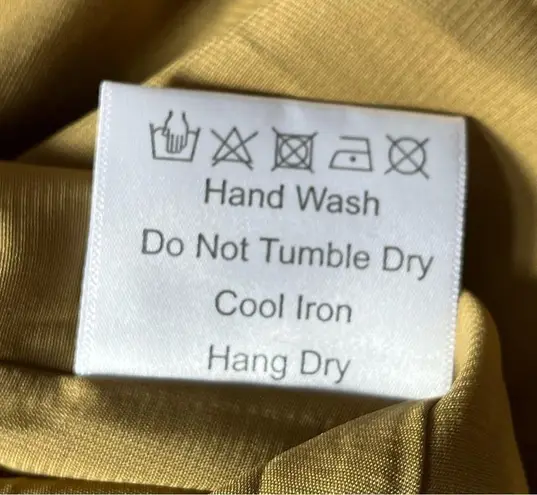 Hand Wash
Do Not Tumble Dry
Cool Iron
Hang Dry